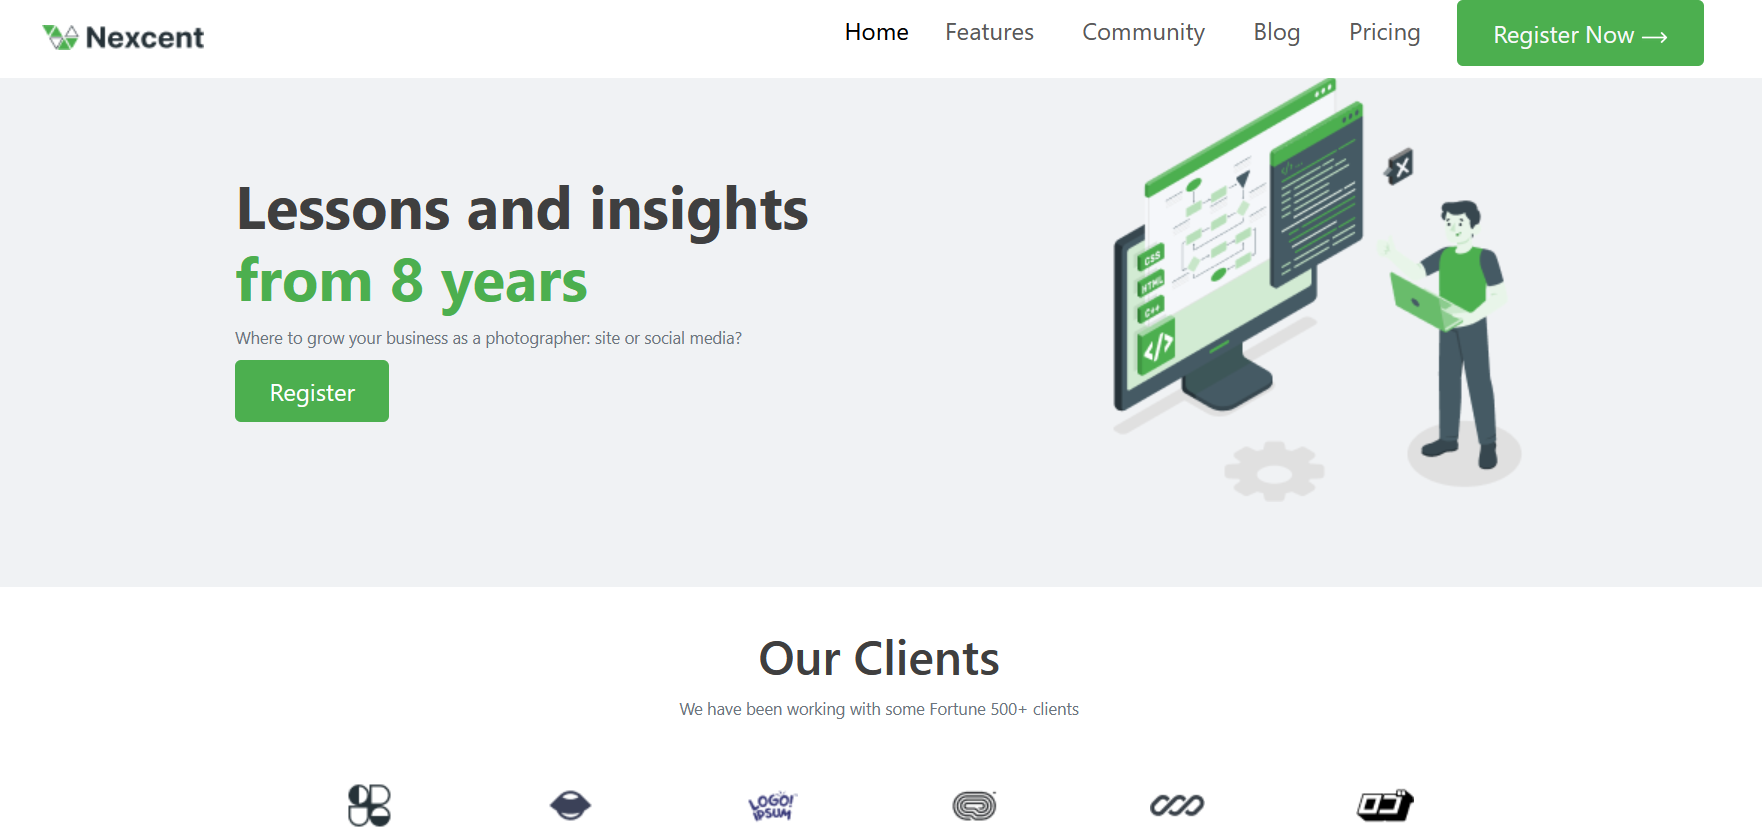 Nexcent
Home Features Community Blog Pricing Register Now →
Lessons and insights
from 8 years
Where to grow your business as a photographer: site or social media?
Register
CSS
HTML
C++
</>
Our Clients
We have been working with some Fortune 500+ clients
LOGO!
IPSUM